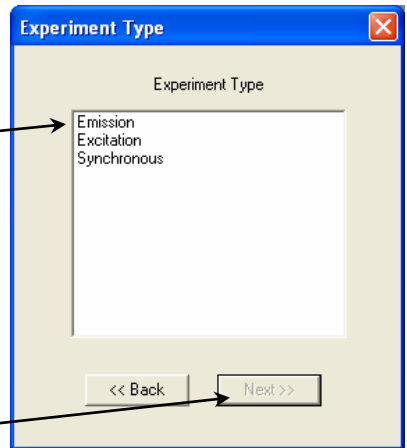 Experiment Type
Experiment Type
Emission
Excitation
Synchronous
<< Back
Next >>